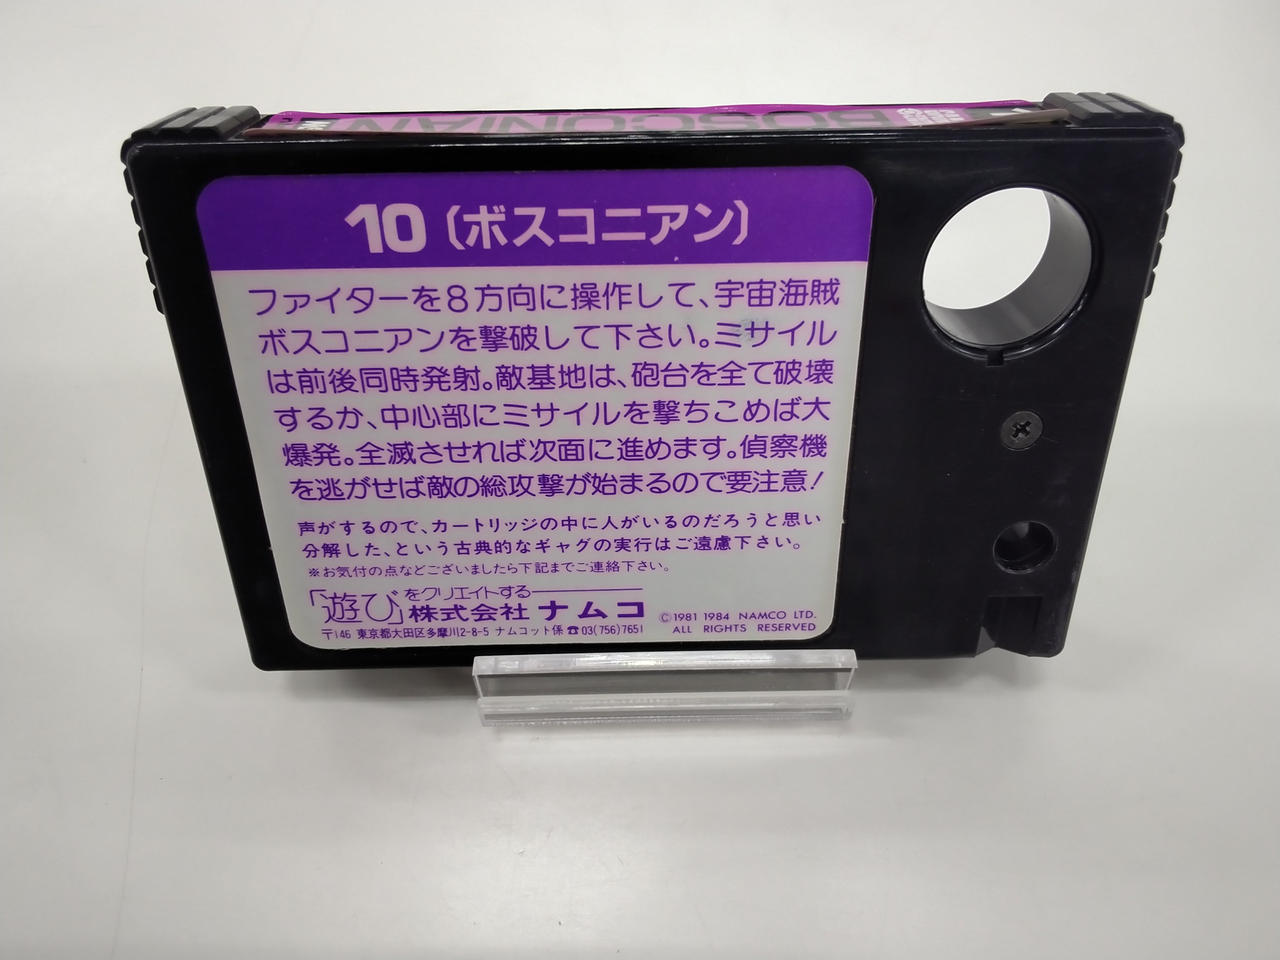 BOSCONIAN
10〔ボスコニアン〕
ファイターを8方向に操作して、宇宙海賊
ボスコニアンを撃破して下さい。ミサイル
は前後同時発射。敵基地は、砲台を全て破壊
するか、中心部にミサイルを撃ちこめば大
爆発。全滅させれば次面に進めます。偵察機
を逃がせば敵の総攻撃が始まるので要注意!
声がするので、カートリッジの中に人がいるのだろうと思い
分解した、という古典的なギャグの実行はご遠慮下さい。
※お気付の点などございましたら下記までご連絡下さい。
「遊び」をクリエイトする
株式会社 ナムコ
〒146 東京都大田区多摩川2-8-5 ナムコット係☎03(756)7651
©1981 1984 NAMCO LTD.
ALL RIGHTS RESERVED